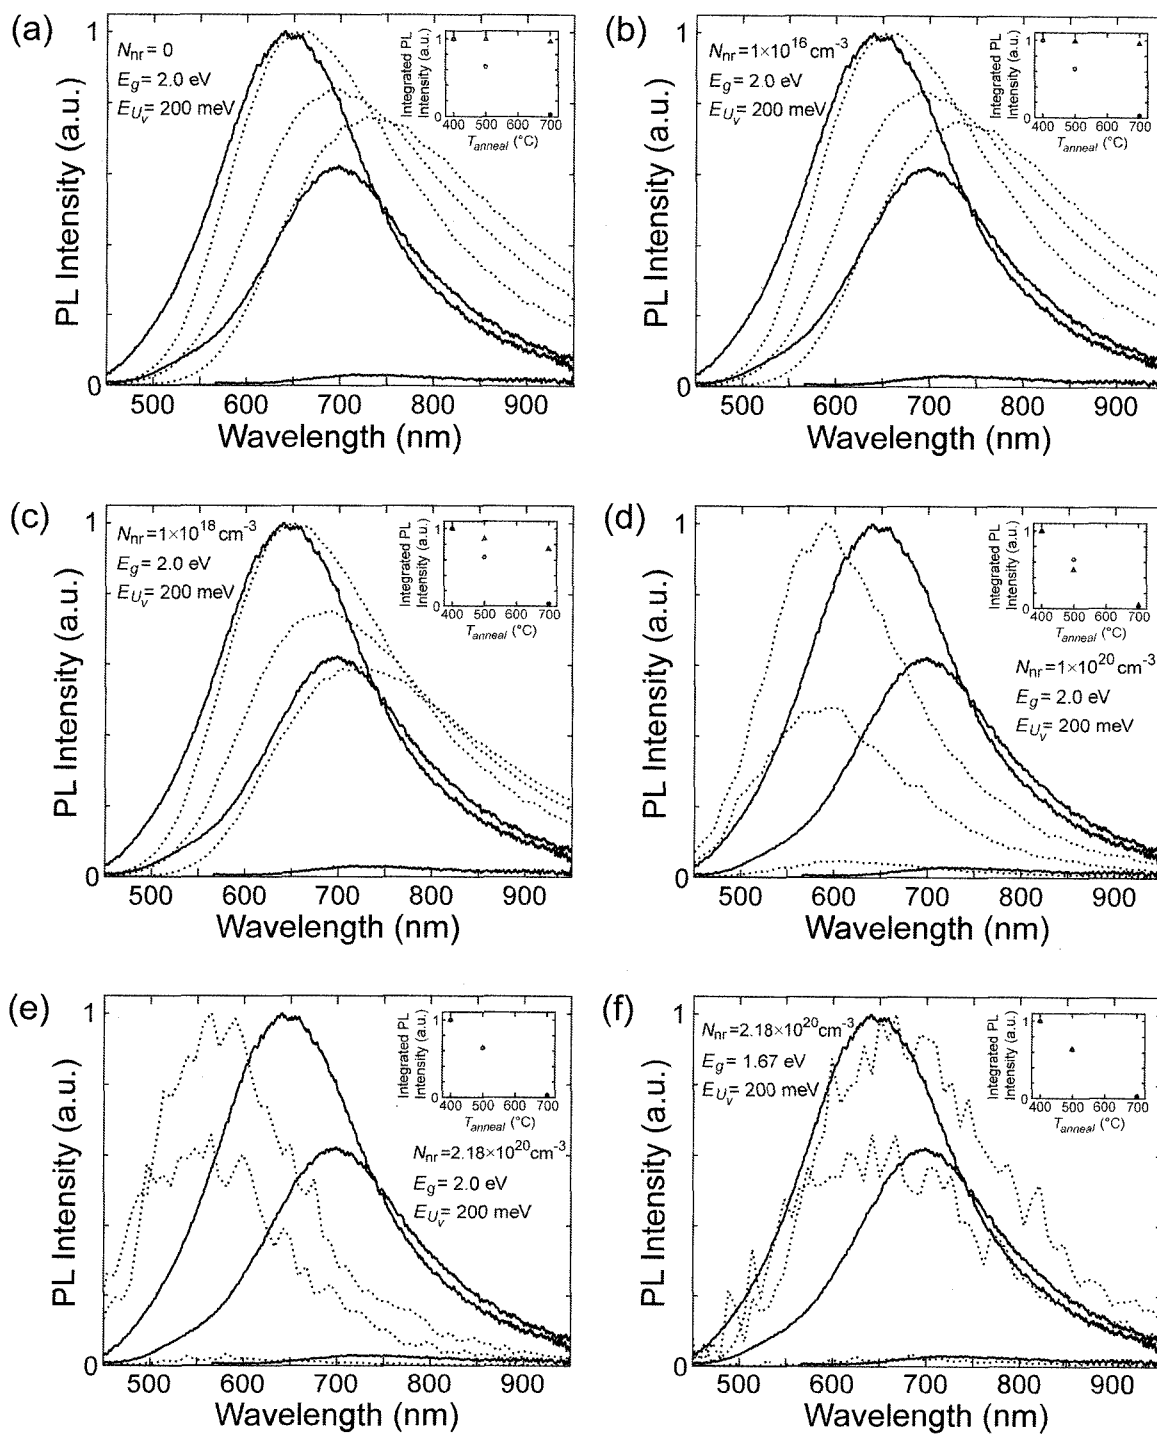 (a)
PL Intensity (a.u.)
1
0
N_nr = 0
E_g = 2.0 eV
E_Uv = 200 meV
Integrated PL
Intensity (a.u.)
1
0
400 500 700
T_anneal (°C)
500 600 700 800 900
Wavelength (nm)
(b)
PL Intensity (a.u.)
1
0
N_nr = 1×10^16 cm^-3
E_g = 2.0 eV
E_Uv = 200 meV
Integrated PL
Intensity (a.u.)
1
0
400 500 700
T_anneal (°C)
500 600 700 800 900
Wavelength (nm)
(c)
PL Intensity (a.u.)
1
0
N_nr = 1×10^18 cm^-3
E_g = 2.0 eV
E_Uv = 200 meV
Integrated PL
Intensity (a.u.)
1
0
400 500 700
T_anneal (°C)
500 600 700 800 900
Wavelength (nm)
(d)
PL Intensity (a.u.)
1
0
Integrated PL
Intensity (a.u.)
1
0
400 500 700
T_anneal (°C)
N_nr = 1×10^20 cm^-3
E_g = 2.0 eV
E_Uv = 200 meV
500 600 700 800 900
Wavelength (nm)
(e)
PL Intensity (a.u.)
1
0
Integrated PL
Intensity (a.u.)
1
0
400 500 700
T_anneal (°C)
N_nr = 2.18×10^20 cm^-3
E_g = 2.0 eV
E_Uv = 200 meV
500 600 700 800 900
Wavelength (nm)
(f)
PL Intensity (a.u.)
1
0
N_nr = 2.18×10^20 cm^-3
E_g = 1.67 eV
E_Uv = 200 meV
Integrated PL
Intensity (a.u.)
1
0
400 500 700
T_anneal (°C)
500 600 700 800 900
Wavelength (nm)